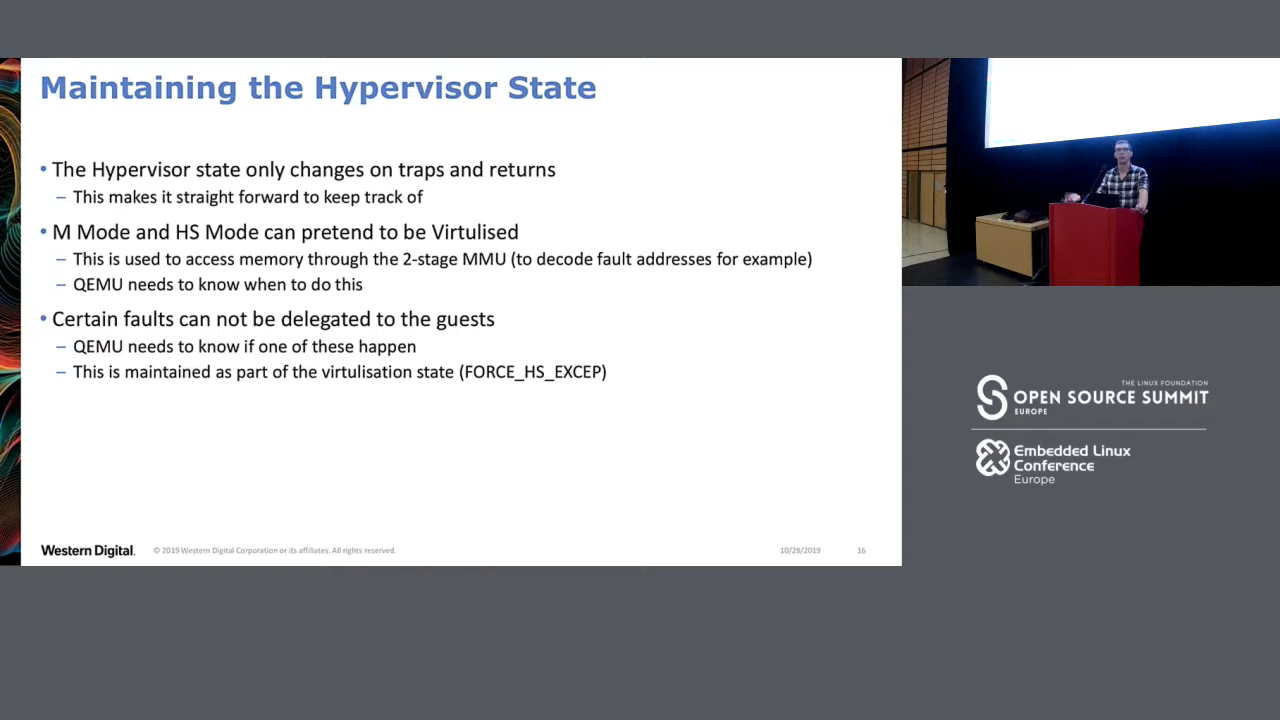 Maintaining the Hypervisor State
• The Hypervisor state only changes on traps and returns
– This makes it straight forward to keep track of
• M Mode and HS Mode can pretend to be Virtulised
– This is used to access memory through the 2-stage MMU (to decode fault addresses for example)
– QEMU needs to know when to do this
• Certain faults can not be delegated to the guests
– QEMU needs to know if one of these happen
– This is maintained as part of the virtulisation state (FORCE_HS_EXCEP)
Western Digital.
© 2019 Western Digital Corporation or its affiliates. All rights reserved.
10/28/2019
16
THE LINUX FOUNDATION
OPEN SOURCE SUMMIT
EUROPE
Embedded Linux
Conference
Europe